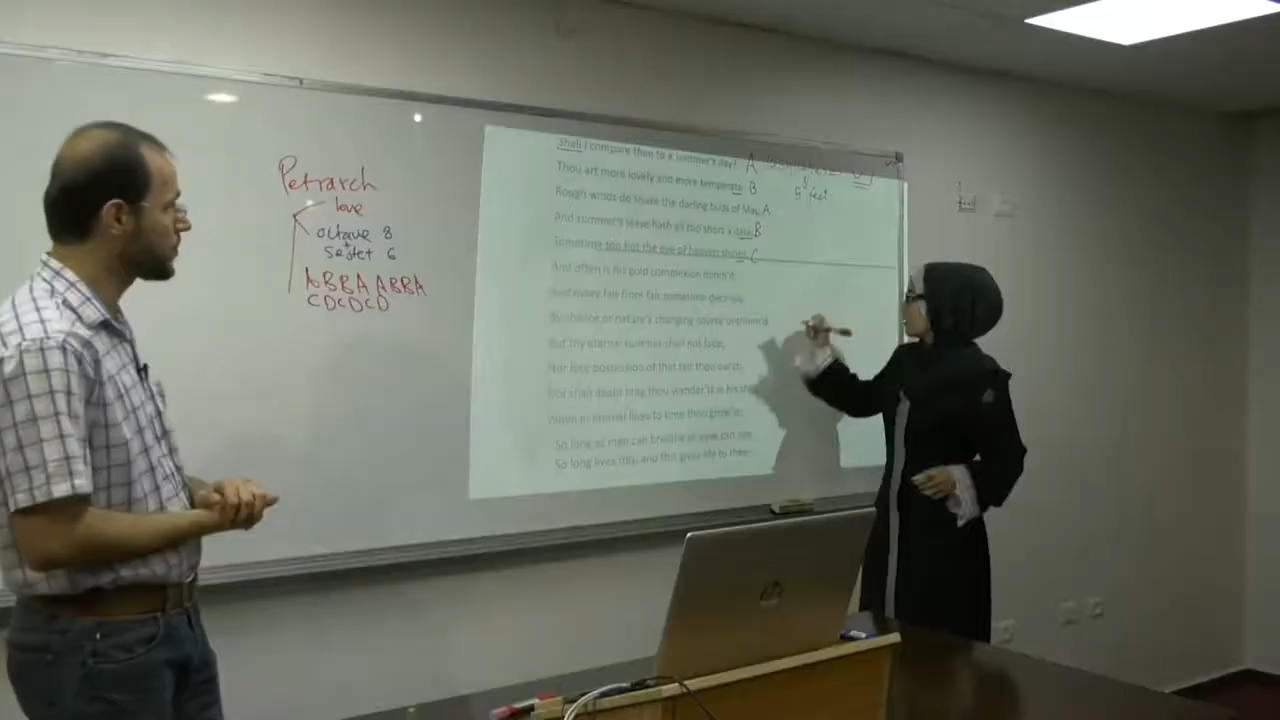 Petrarch
love
octave 8
+
sestet 6
ABBA ABBA
CDCDCD
Shall I compare thee to a summer's day? A
Thou art more lovely and more temperate: B
5 feet
Rough winds do shake the darling buds of May, A
And summer's lease hath all too short a date: B
Sometime too hot the eye of heaven shines, C
And often is his gold complexion dimm'd;
And every fair from fair sometime declines,
By chance or nature's changing course untrimm'd
But thy eternal summer shall not fade,
Nor lose possession of that fair thou owest;
Nor shall death brag thou wander'st in his
When in eternal lines to time thou grow'st:
So long as men can breathe or eyes can see,
So long lives this, and this gives life to thee.
hp